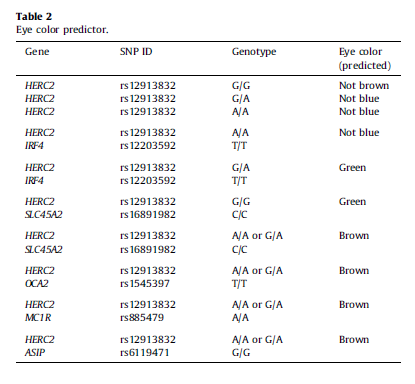 Table 2
Eye color predictor.
Gene SNP ID Genotype Eye color
(predicted)
HERC2 rs12913832 G/G Not brown
HERC2 rs12913832 G/A Not blue
HERC2 rs12913832 A/A Not blue
HERC2 rs12913832 A/A Not blue
IRF4 rs12203592 T/T
HERC2 rs12913832 G/A Green
IRF4 rs12203592 T/T
HERC2 rs12913832 G/G Green
SLC45A2 rs16891982 C/C
HERC2 rs12913832 A/A or G/A Brown
SLC45A2 rs16891982 C/C
HERC2 rs12913832 A/A or G/A Brown
OCA2 rs1545397 T/T
HERC2 rs12913832 A/A or G/A Brown
MC1R rs885479 A/A
HERC2 rs12913832 A/A or G/A Brown
ASIP rs6119471 G/G